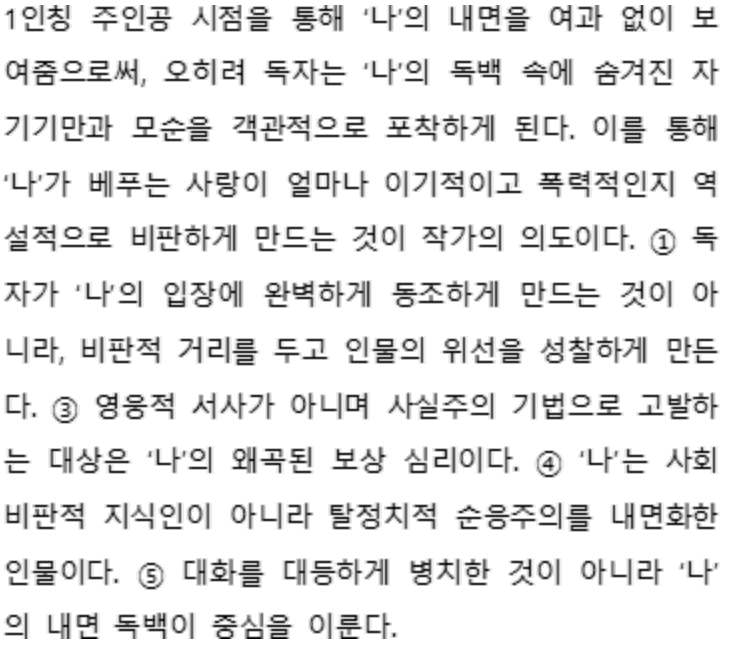 1인칭 주인공 시점을 통해 ‘나’의 내면을 여과 없이 보
여줌으로써, 오히려 독자는 ‘나’의 독백 속에 숨겨진 자
기기만과 모순을 객관적으로 포착하게 된다. 이를 통해
‘나’가 베푸는 사랑이 얼마나 이기적이고 폭력적인지 역
설적으로 비판하게 만드는 것이 작가의 의도이다. ① 독
자가 ‘나’의 입장에 완벽하게 동조하게 만드는 것이 아
니라, 비판적 거리를 두고 인물의 위선을 성찰하게 만든
다. ③ 영웅적 서사가 아니며 사실주의 기법으로 고발하
는 대상은 ‘나’의 왜곡된 보상 심리이다. ④ ‘나’는 사회
비판적 지식인이 아니라 탈정치적 순응주의를 내면화한
인물이다. ⑤ 대화를 대등하게 병치한 것이 아니라 ‘나’
의 내면 독백이 중심을 이룬다.